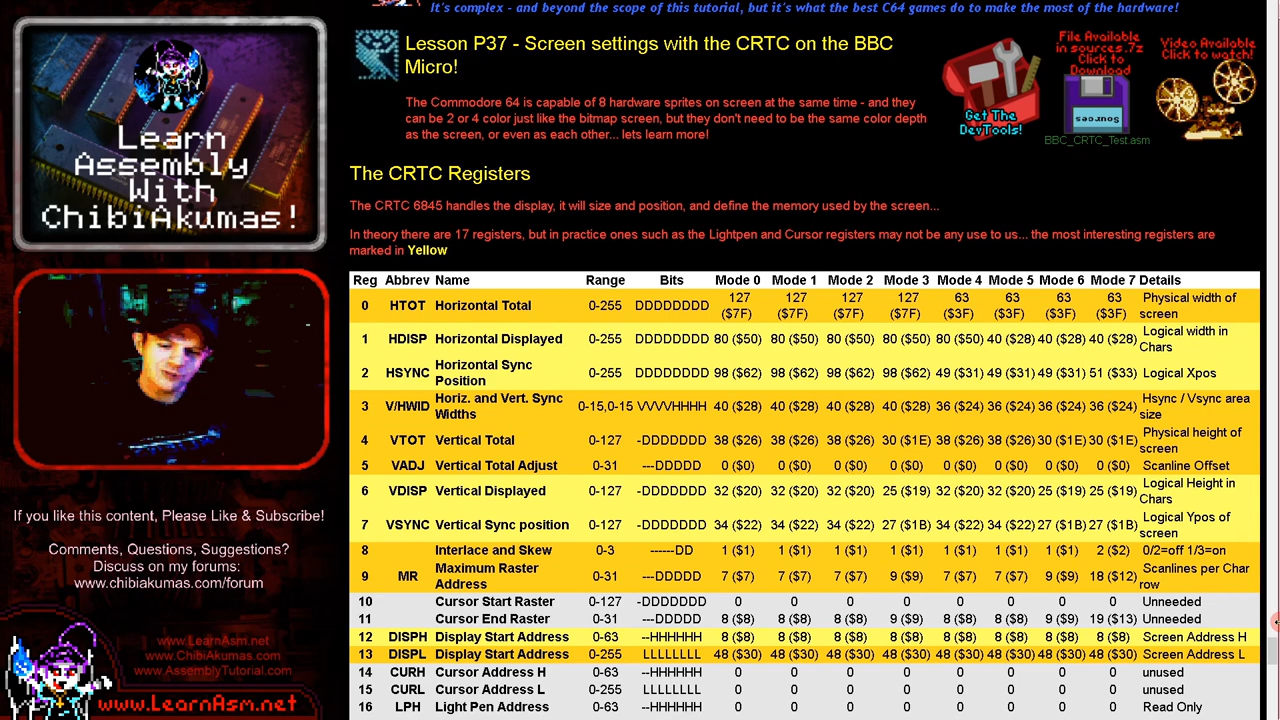 It's complex - and beyond the scope of this tutorial, but it's what the best C64 games do to make the most of the hardware!
Learn
Assembly
With
ChibiAkumas!
If you like this content, Please Like & Subscribe!
Comments, Questions, Suggestions?
Discuss on my forums:
www.chibiakumas.com/forum
www.LearnAsm.net
www.ChibiAkumas.com
www.AssemblyTutorial.com
www.LearnAsm.net
Lesson P37 - Screen settings with the CRTC on the BBC
Micro!
The Commodore 64 is capable of 8 hardware sprites on screen at the same time - and they
can be 2 or 4 color just like the bitmap screen, but they don't need to be the same color depth
as the screen, or even as each other... lets learn more!
Get The
DevTools!
File Available
in sources.7z
Click to
Download
sources
BBC_CRTC_Test.asm
Video Available
Click to watch!
The CRTC Registers
The CRTC 6845 handles the display, it will size and position, and define the memory used by the screen...
In theory there are 17 registers, but in practice ones such as the Lightpen and Cursor registers may not be any use to us... the most interesting registers are
marked in Yellow
Reg Abbrev Name Range Bits Mode 0 Mode 1 Mode 2 Mode 3 Mode 4 Mode 5 Mode 6 Mode 7 Details
0 HTOT Horizontal Total 0-255 DDDDDDDD 127 ($7F) 127 ($7F) 127 ($7F) 127 ($7F) 63 ($3F) 63 ($3F) 63 ($3F) 63 ($3F) Physical width of screen
1 HDISP Horizontal Displayed 0-255 DDDDDDDD 80 ($50) 80 ($50) 80 ($50) 80 ($50) 80 ($50) 40 ($28) 40 ($28) 40 ($28) Logical width in Chars
2 HSYNC Horizontal Sync Position 0-255 DDDDDDDD 98 ($62) 98 ($62) 98 ($62) 98 ($62) 49 ($31) 49 ($31) 49 ($31) 51 ($33) Logical Xpos
3 V/HWID Horiz. and Vert. Sync Widths 0-15,0-15 VVVVHHHH 40 ($28) 40 ($28) 40 ($28) 40 ($28) 36 ($24) 36 ($24) 36 ($24) 36 ($24) Hsync / Vsync area size
4 VTOT Vertical Total 0-127 -DDDDDDD 38 ($26) 38 ($26) 38 ($26) 30 ($1E) 38 ($26) 38 ($26) 30 ($1E) 30 ($1E) Physical height of screen
5 VADJ Vertical Total Adjust 0-31 ---DDDDD 0 ($0) 0 ($0) 0 ($0) 0 ($0) 0 ($0) 0 ($0) 0 ($0) 0 ($0) Scanline Offset
6 VDISP Vertical Displayed 0-127 -DDDDDDD 32 ($20) 32 ($20) 32 ($20) 25 ($19) 32 ($20) 32 ($20) 25 ($19) 25 ($19) Logical Height in Chars
7 VSYNC Vertical Sync position 0-127 -DDDDDDD 34 ($22) 34 ($22) 34 ($22) 27 ($1B) 34 ($22) 34 ($22) 27 ($1B) 27 ($1B) Logical Ypos of screen
8 Interlace and Skew 0-3 ------DD 1 ($1) 1 ($1) 1 ($1) 1 ($1) 1 ($1) 1 ($1) 1 ($1) 2 ($2) 0/2=off 1/3=on
9 MR Maximum Raster Address 0-31 ---DDDDD 7 ($7) 7 ($7) 7 ($7) 9 ($9) 7 ($7) 7 ($7) 9 ($9) 18 ($12) Scanlines per Char row
10 Cursor Start Raster 0-127 -DDDDDDD 0 0 0 0 0 0 0 0 Unneeded
11 Cursor End Raster 0-31 ---DDDDD 8 ($8) 8 ($8) 8 ($8) 9 ($9) 8 ($8) 8 ($8) 9 ($9) 19 ($13) Unneeded
12 DISPH Display Start Address 0-63 --HHHHHH 8 ($8) 8 ($8) 8 ($8) 8 ($8) 8 ($8) 8 ($8) 8 ($8) 8 ($8) Screen Address H
13 DISPL Display Start Address 0-255 LLLLLLLL 48 ($30) 48 ($30) 48 ($30) 48 ($30) 48 ($30) 48 ($30) 48 ($30) 48 ($30) Screen Address L
14 CURH Cursor Address H 0-63 --HHHHHH 0 0 0 0 0 0 0 0 unused
15 CURL Cursor Address L 0-255 LLLLLLLL 0 0 0 0 0 0 0 0 unused
16 LPH Light Pen Address 0-63 --HHHHHH 0 0 0 0 0 0 0 0 Read Only